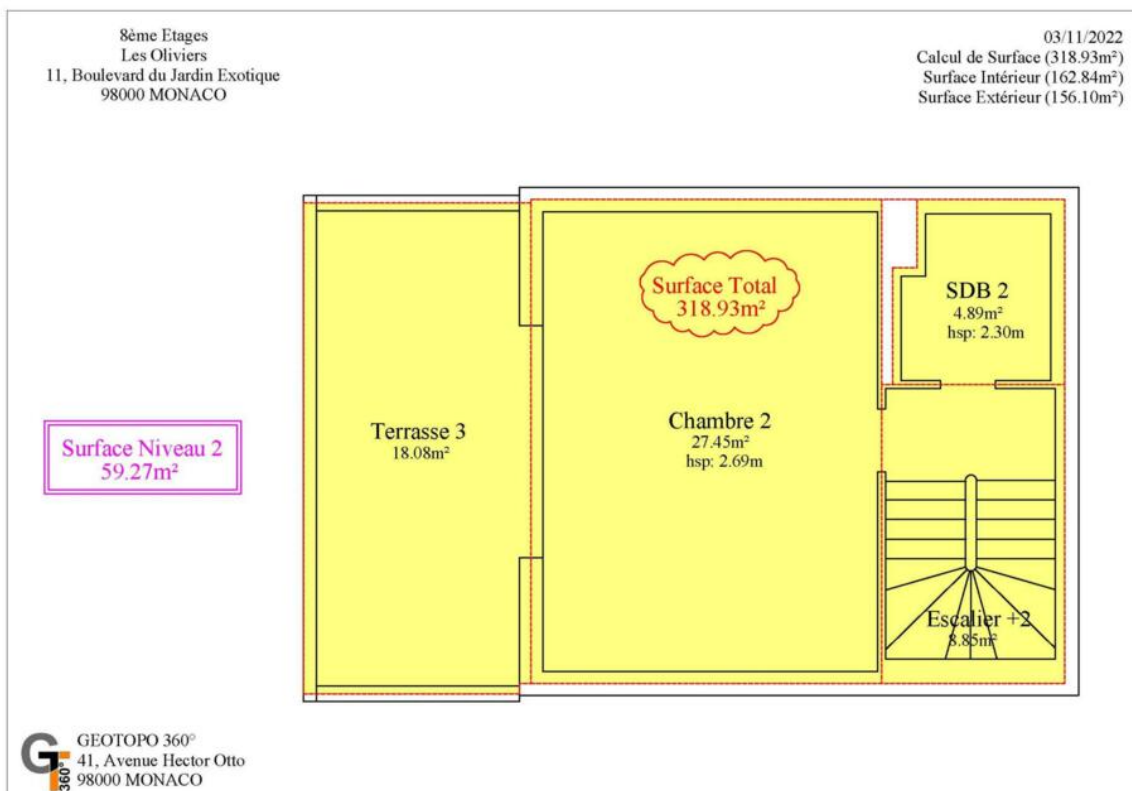 8ème Etages
Les Oliviers
11, Boulevard du Jardin Exotique
98000 MONACO
03/11/2022
Calcul de Surface (318.93m²)
Surface Intérieur (162.84m²)
Surface Extérieur (156.10m²)
Surface Total
318.93m²
SDB 2
4.89m²
hsp: 2.30m
Terrasse 3
18.08m²
Chambre 2
27.45m²
hsp: 2.69m
Surface Niveau 2
59.27m²
Escalier +2
8.85m²
GT 360°
GEOTOPO 360°
41, Avenue Hector Otto
98000 MONACO